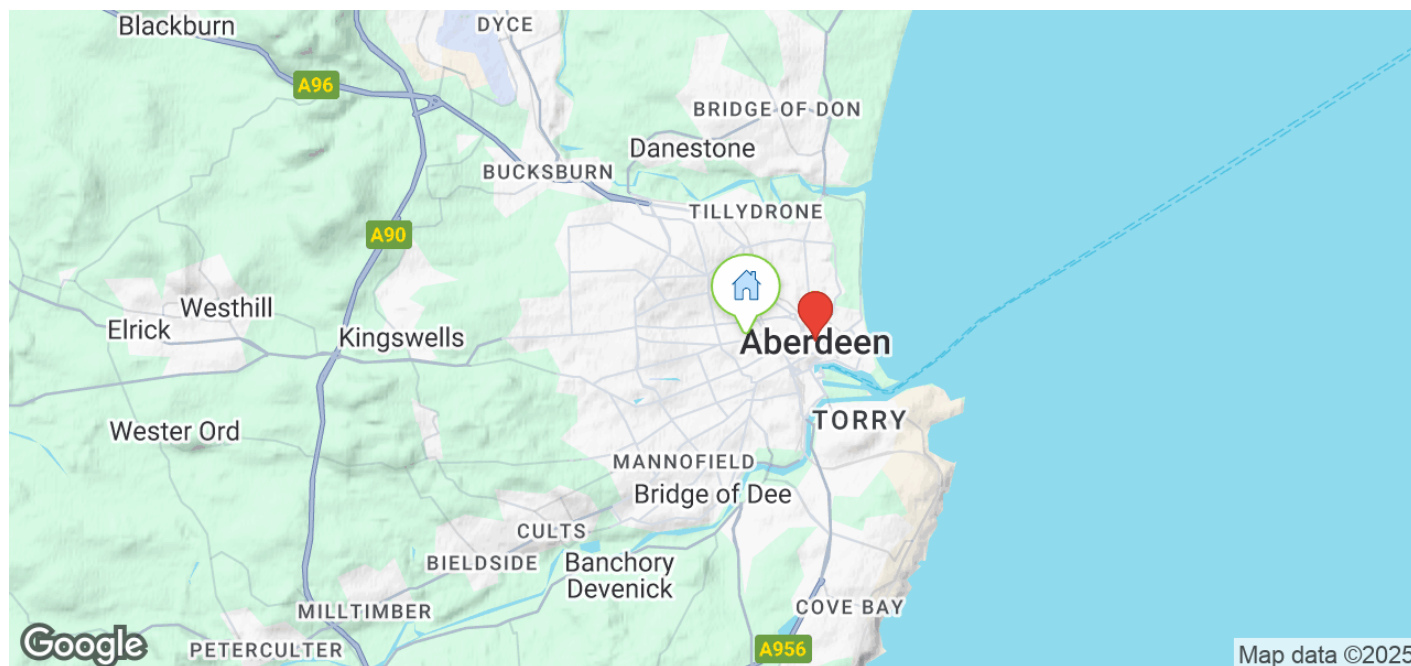 Blackburn
DYCE
A96
BRIDGE OF DON
Danestone
BUCKSBURN
TILLYDRONE
A90
Westhill
Elrick
Kingswells
Aberdeen
TORRY
Wester Ord
MANNOFIELD
Bridge of Dee
CULTS
BIELDSIDE
Banchory
Devenick
MILLTIMBER
COVE BAY
PETERCULTER
A956
Google
Map data ©2025